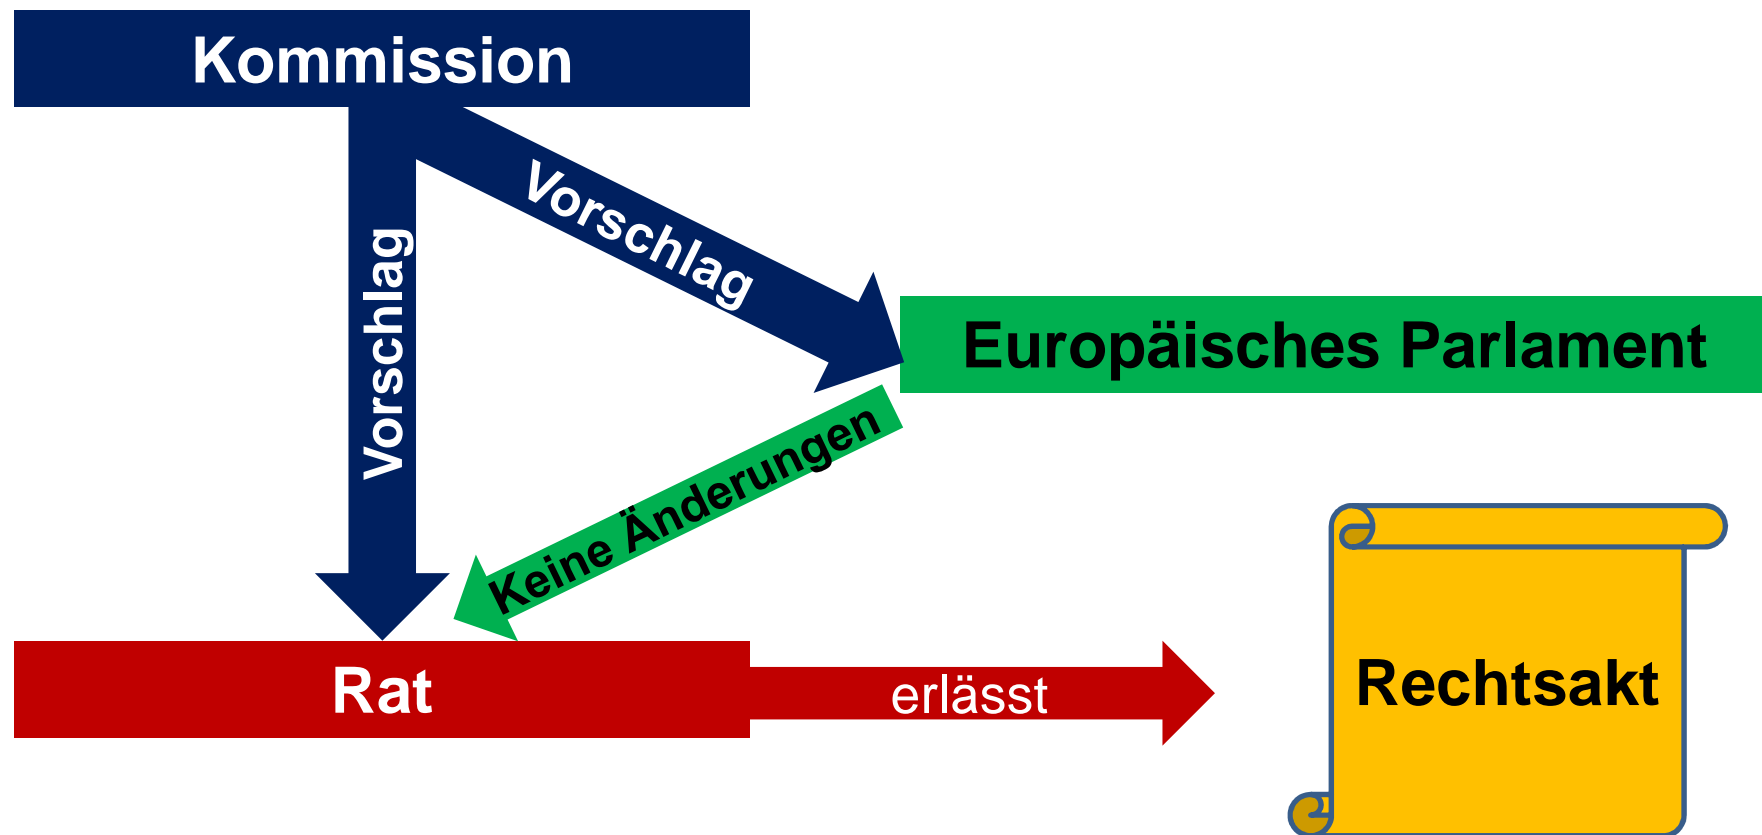 Kommission
Vorschlag
Vorschlag
Europäisches Parlament
Keine Änderungen
Rat
erlässt
Rechtsakt